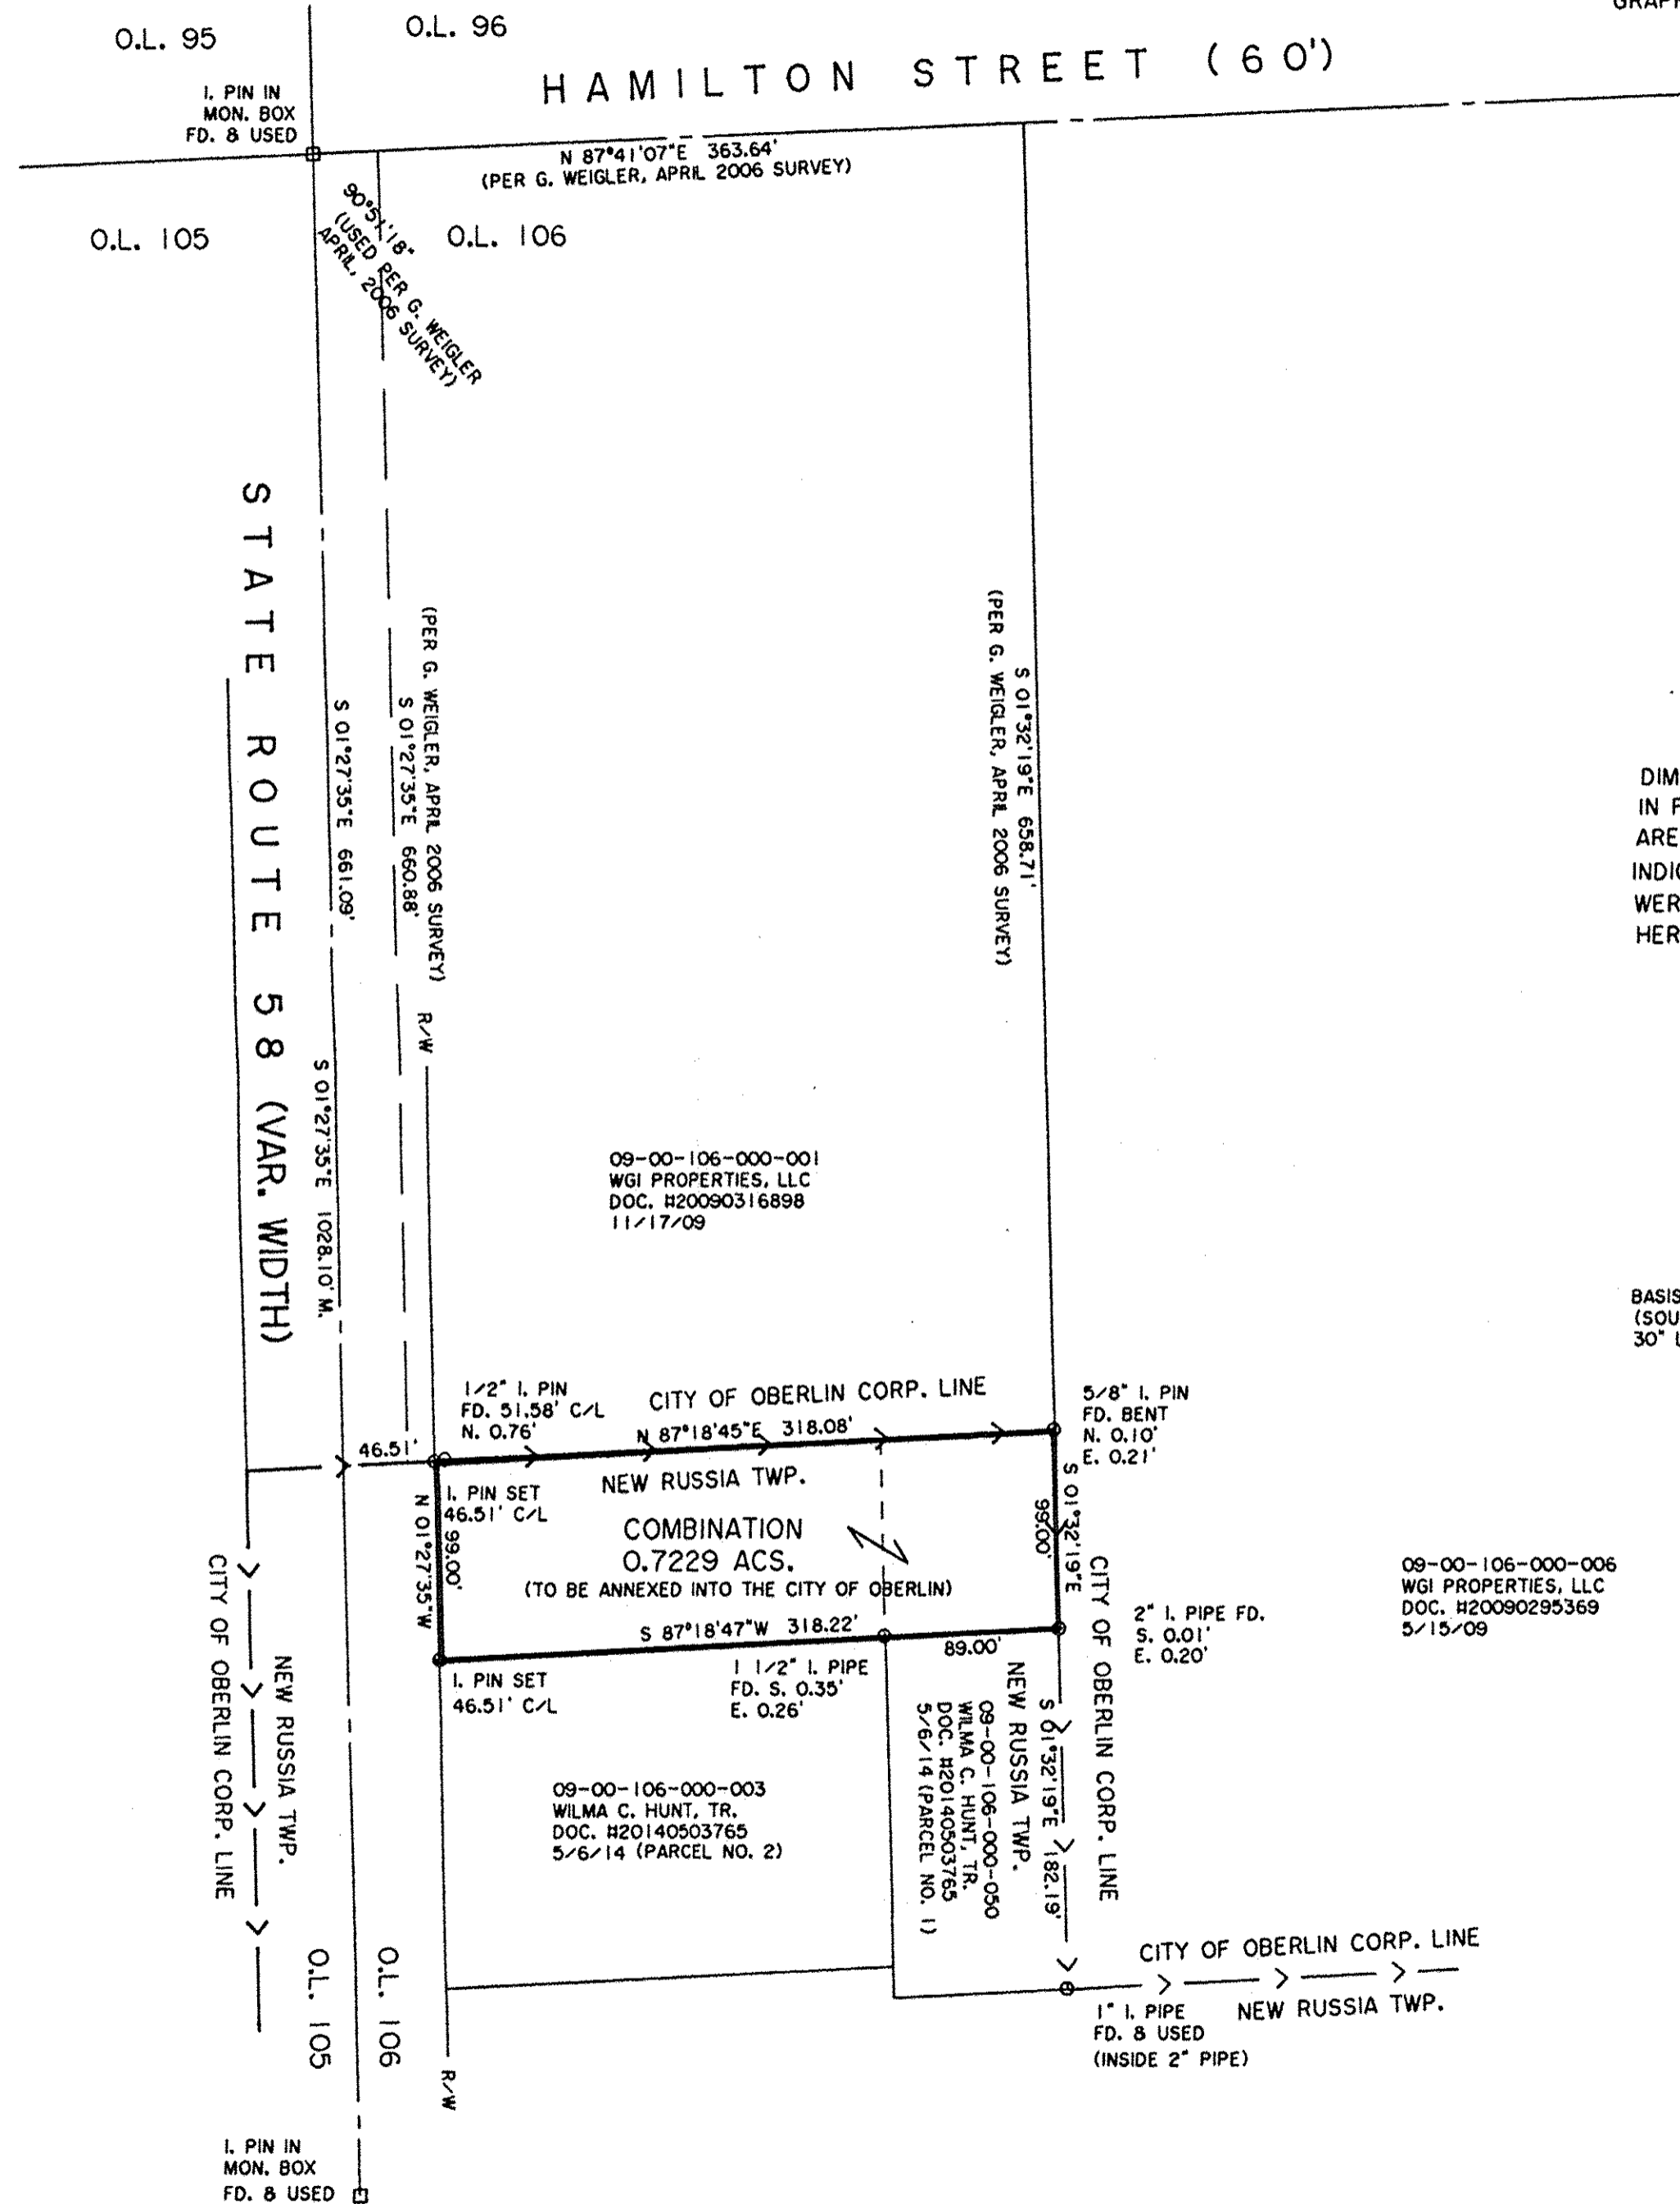 GRAPH
O.L. 95
O.L. 96
HAMILTON STREET (60')
I. PIN IN
MON. BOX
FD. & USED
N 87°41'07"E 363.64'
(PER G. WEIGLER, APRIL 2006 SURVEY)
90°51'18"
(USED PER G. WEIGLER
APRIL, 2006 SURVEY)
O.L. 105
O.L. 106
STATE ROUTE 58 (VAR. WIDTH)
S 01°27'35"E 661.09'
S 01°27'35"E 1028.10' M.
S 01°27'35"E 660.88'
(PER G. WEIGLER, APRIL 2006 SURVEY)
R/W
S 01°32'19"E 658.71'
(PER G. WEIGLER, APRIL 2006 SURVEY)
DIM
IN F
ARE
INDIC
WER
HER
09-00-106-000-001
WGI PROPERTIES, LLC
DOC. #20090316898
11/17/09
BASIS
(SOU
30" L
1/2" I. PIN
FD. 51.58' C/L
N. 0.76'
CITY OF OBERLIN CORP. LINE
N 87°18'45"E 318.08'
5/8" I. PIN
FD. BENT
N. 0.10'
E. 0.21'
46.51'
NEW RUSSIA TWP.
I. PIN SET
46.51' C/L
N 01°27'35"W
99.00'
COMBINATION
0.7229 ACS.
(TO BE ANNEXED INTO THE CITY OF OBERLIN)
S 01°32'19"E
99.00'
S 87°18'47"W 318.22'
89.00'
I. PIN SET
46.51' C/L
1 1/2" I. PIPE
FD. S. 0.35'
E. 0.26'
2" I. PIPE FD.
S. 0.01'
E. 0.20'
09-00-106-000-006
WGI PROPERTIES, LLC
DOC. #20090295369
5/15/09
CITY OF OBERLIN CORP. LINE
NEW RUSSIA TWP.
09-00-106-000-003
WILMA C. HUNT, TR.
DOC. #20140503765
5/6/14 (PARCEL NO. 2)
09-00-106-000-050
WILMA C. HUNT, TR.
DOC. #20140503765
5/6/14 (PARCEL NO. 1)
NEW RUSSIA TWP.
S 01°32'19"E 182.19'
CITY OF OBERLIN CORP. LINE
CITY OF OBERLIN CORP. LINE
NEW RUSSIA TWP.
1" I. PIPE
FD. & USED
(INSIDE 2" PIPE)
O.L. 105
O.L. 106
R/W
I. PIN IN
MON. BOX
FD. & USED